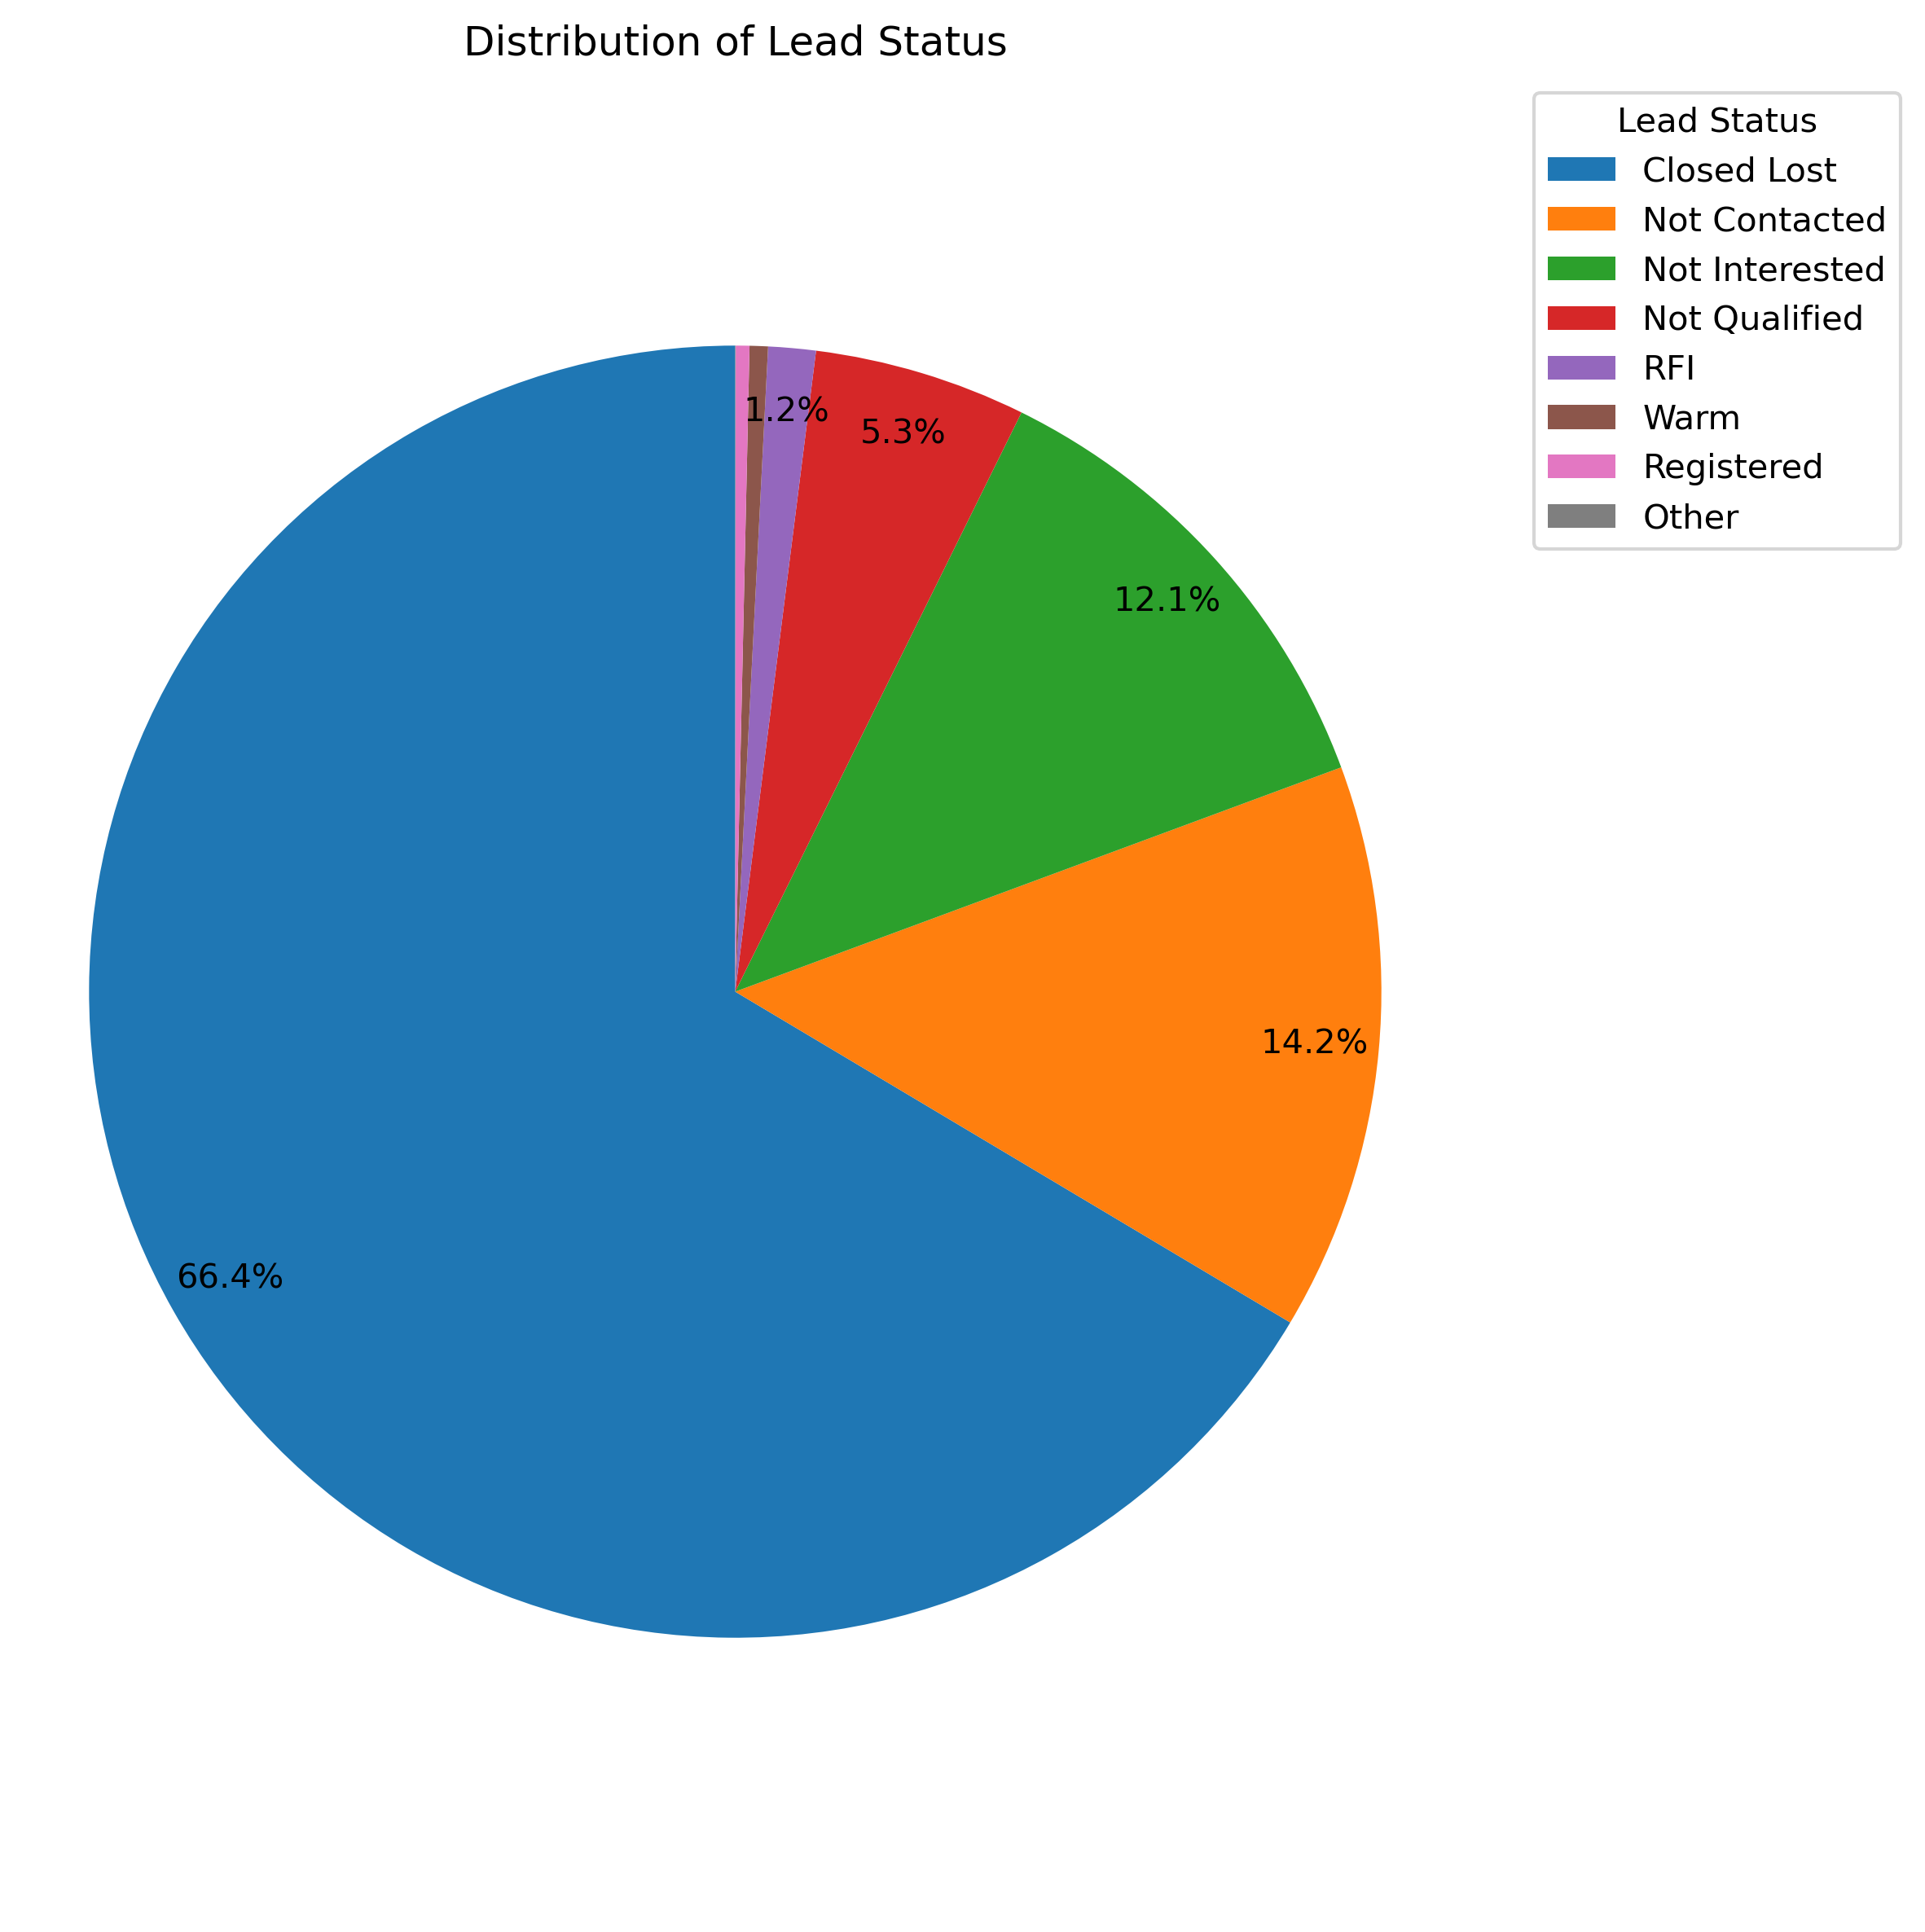 Distribution of Lead Status
Lead Status
Closed Lost
Not Contacted
Not Interested
Not Qualified
RFI
Warm
Registered
Other
1.2%
5.3%
12.1%
14.2%
66.4%